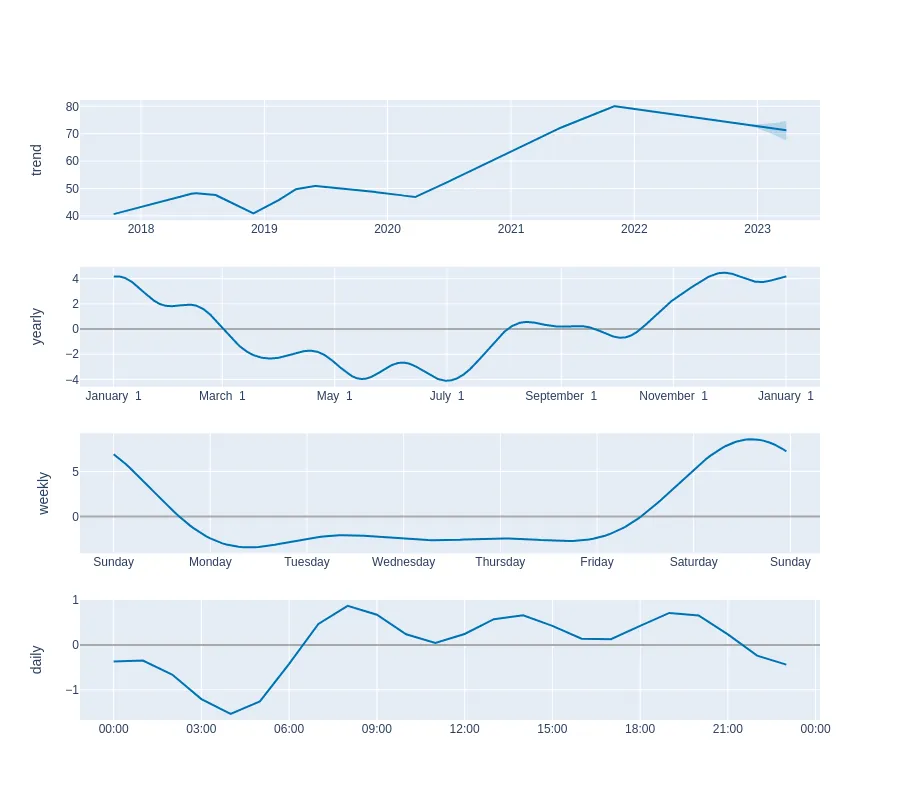 trend
80
70
60
50
40
2018 2019 2020 2021 2022 2023
yearly
4
2
0
−2
−4
January 1 March 1 May 1 July 1 September 1 November 1 January 1
weekly
5
0
Sunday Monday Tuesday Wednesday Thursday Friday Saturday Sunday
daily
1
0
−1
00:00 03:00 06:00 09:00 12:00 15:00 18:00 21:00 00:00